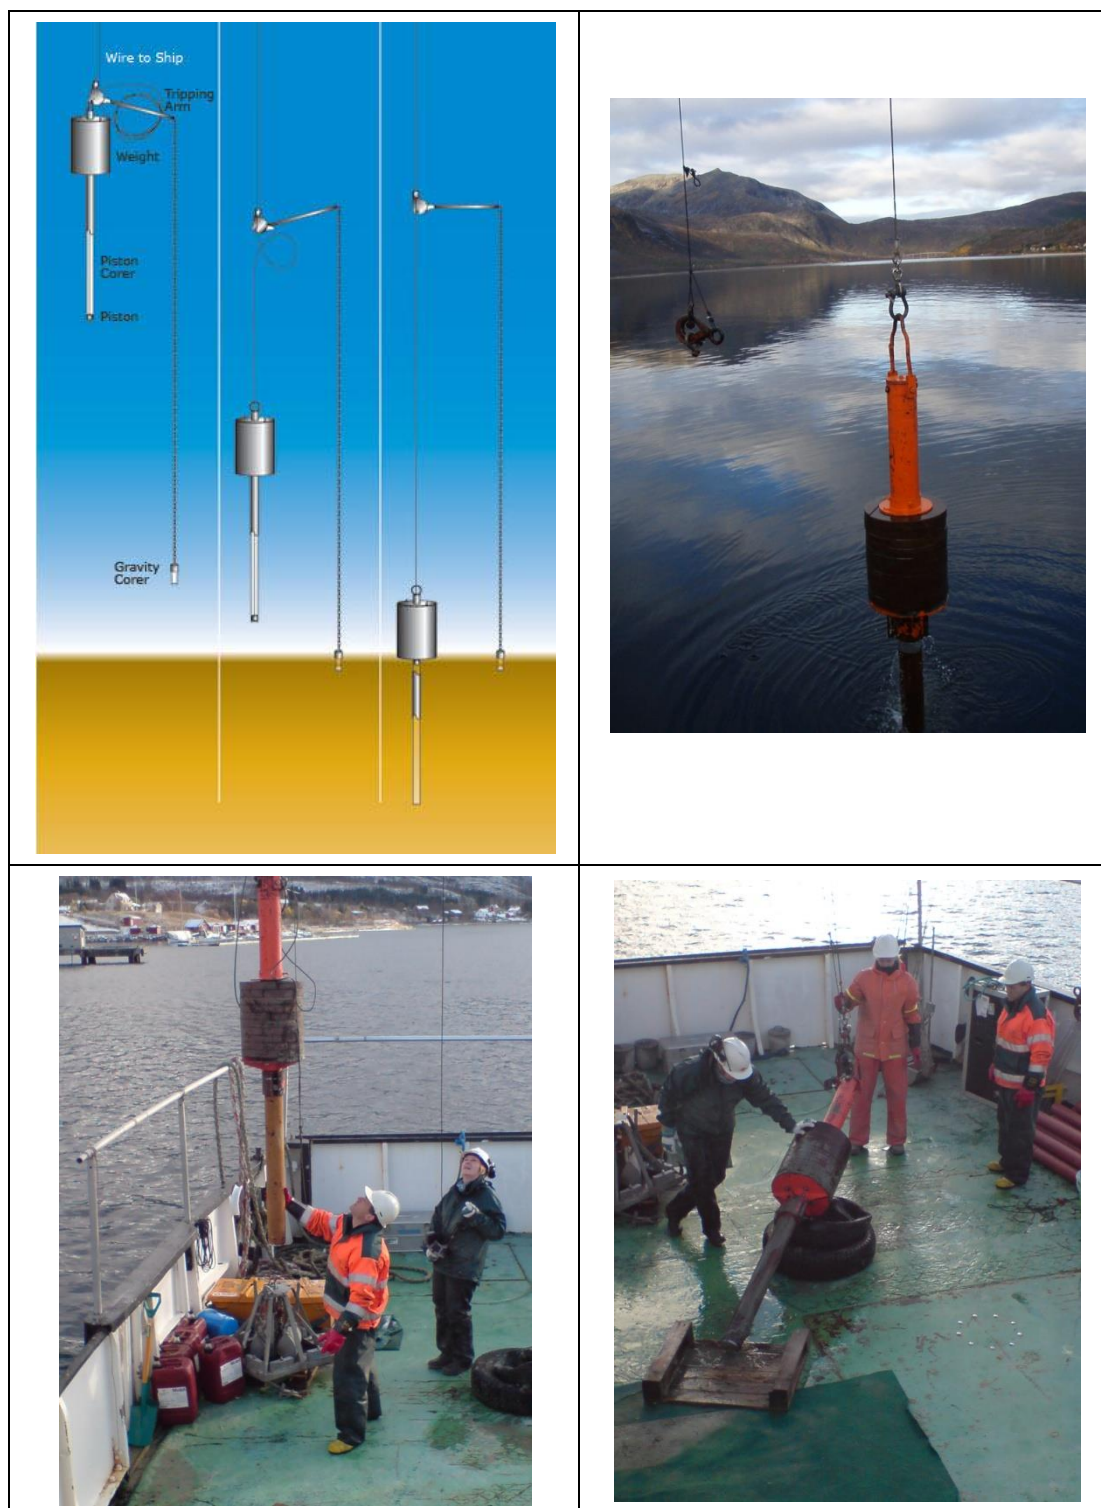 Wire to Ship
Tripping
Arm
Weight
Piston
Corer
Piston
Gravity
Corer